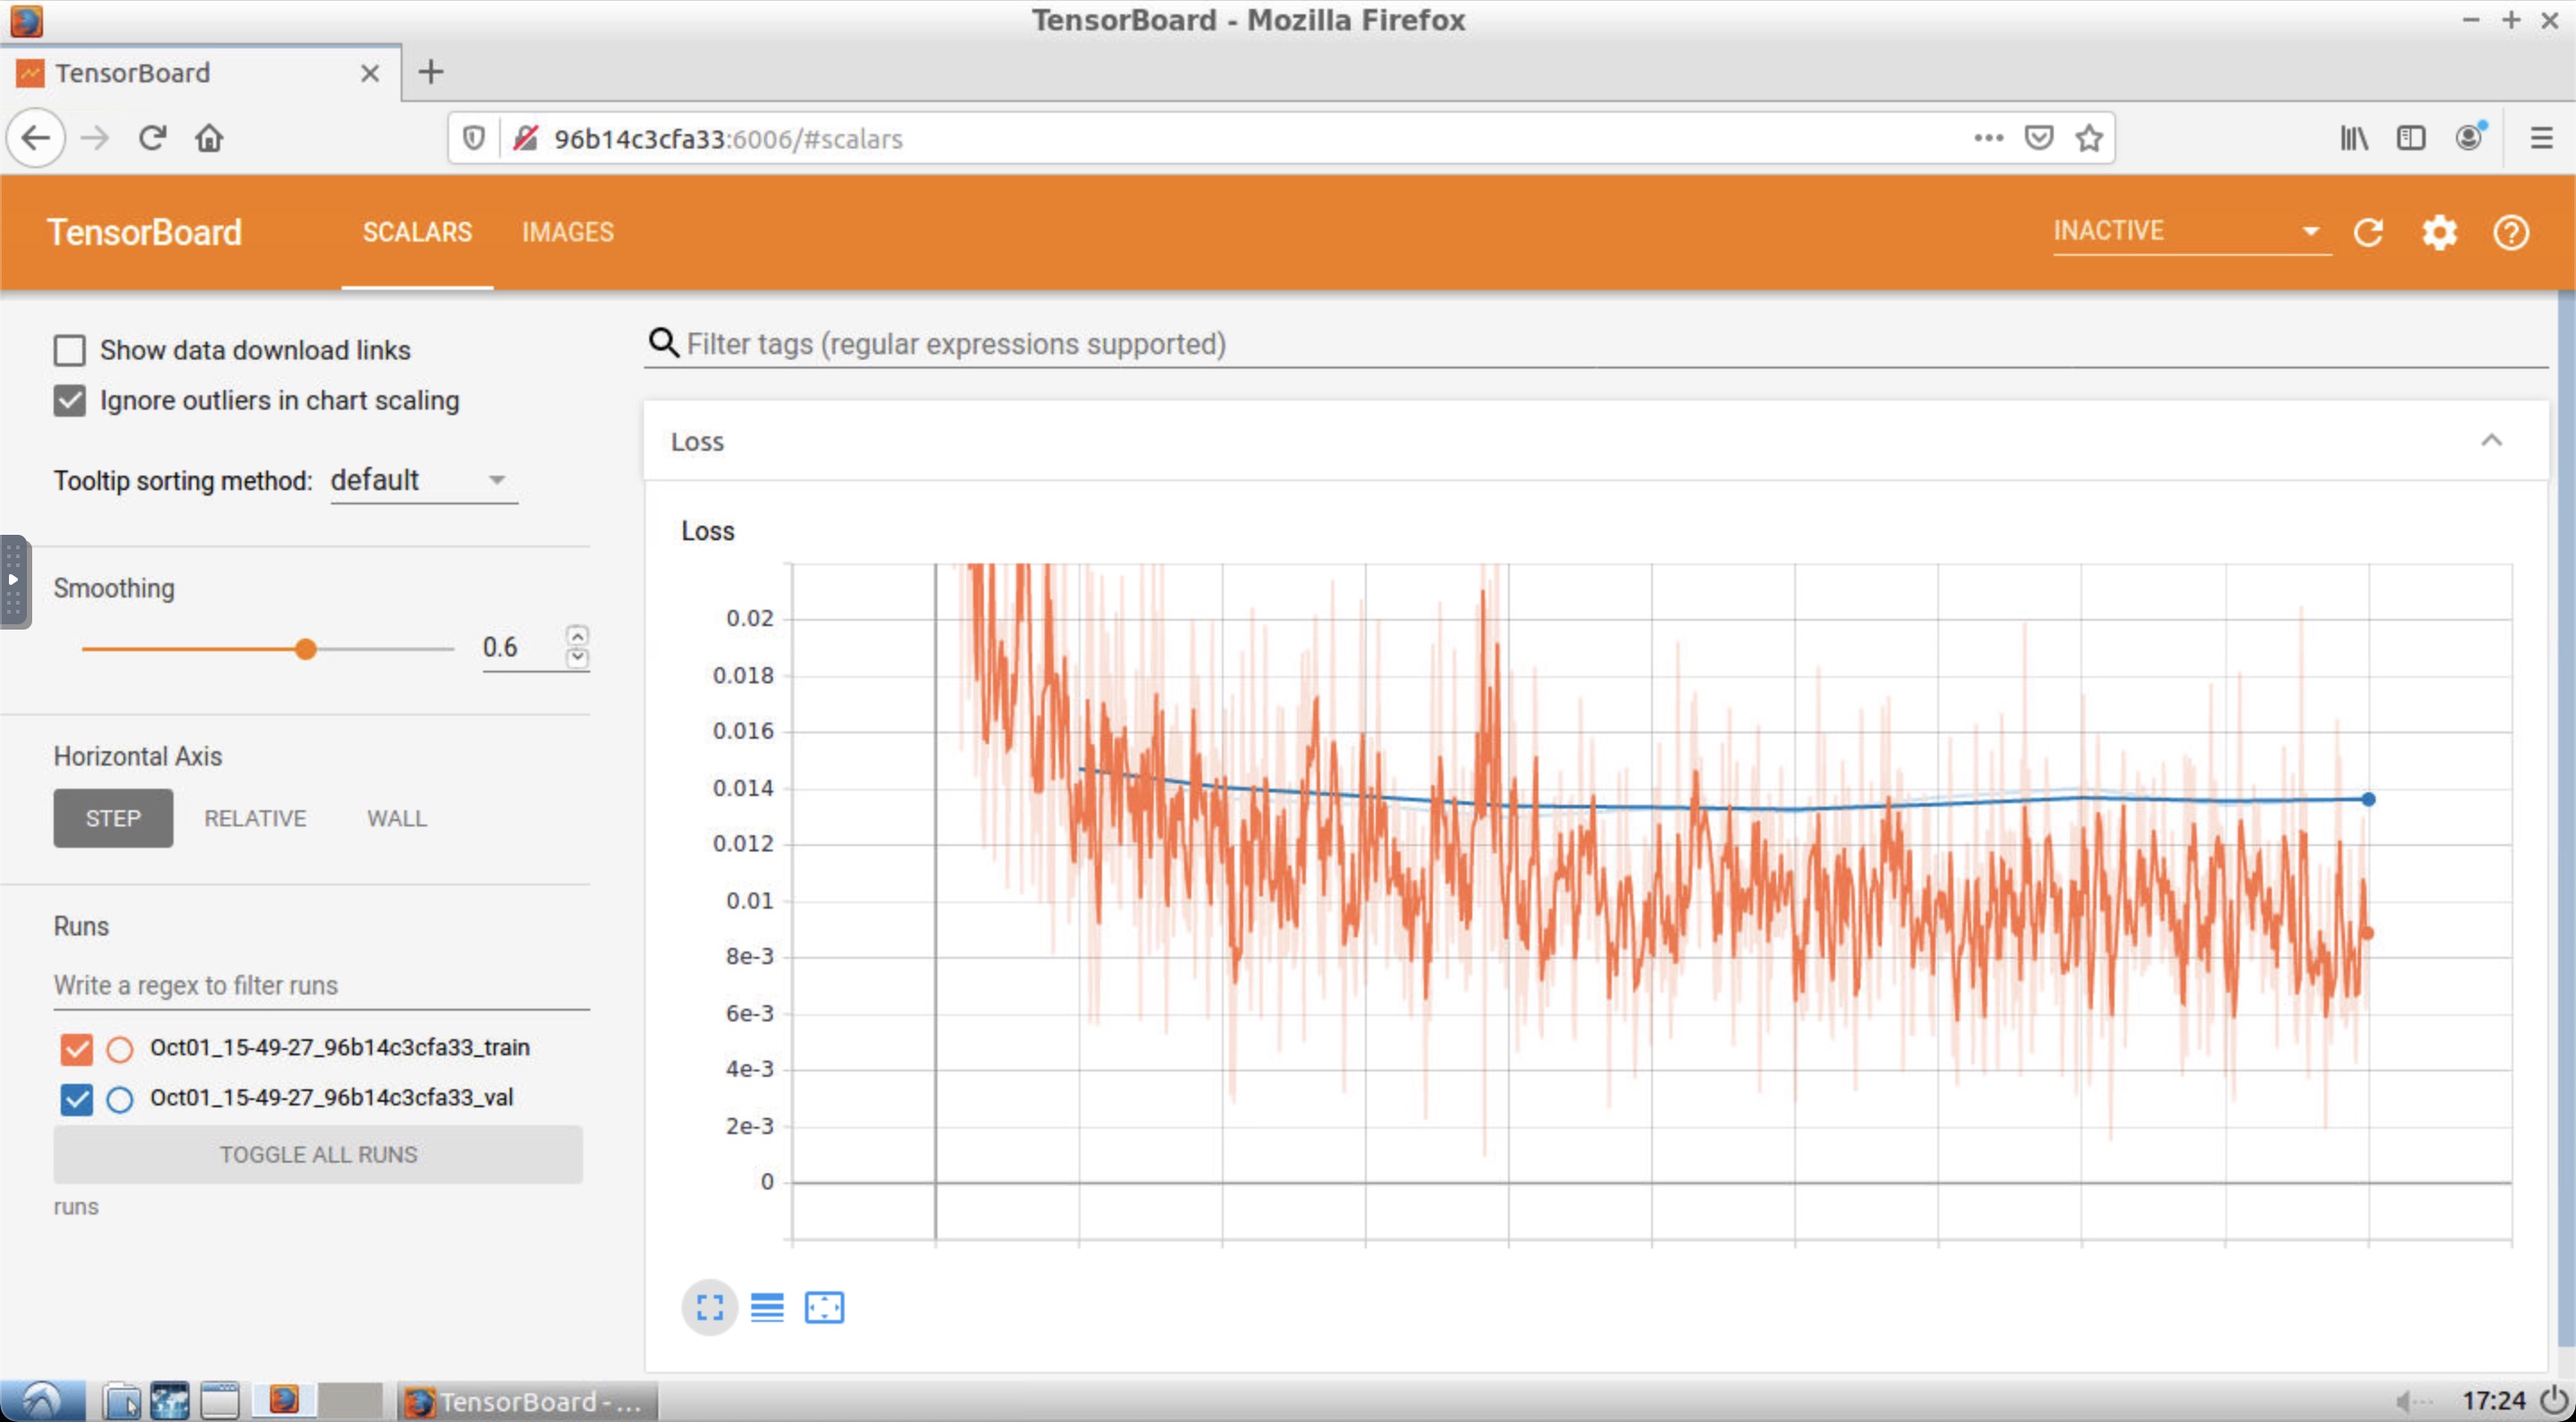 TensorBoard - Mozilla Firefox
TensorBoard
96b14c3cfa33:6006/#scalars
TensorBoard
SCALARS
IMAGES
INACTIVE
Show data download links
Ignore outliers in chart scaling
Tooltip sorting method: default
Smoothing
0.6
Horizontal Axis
STEP
RELATIVE
WALL
Runs
Write a regex to filter runs
Oct01_15-49-27_96b14c3cfa33_train
Oct01_15-49-27_96b14c3cfa33_val
TOGGLE ALL RUNS
runs
Filter tags (regular expressions supported)
Loss
Loss
0.02
0.018
0.016
0.014
0.012
0.01
8e-3
6e-3
4e-3
2e-3
0
TensorBoard - ...
17:24